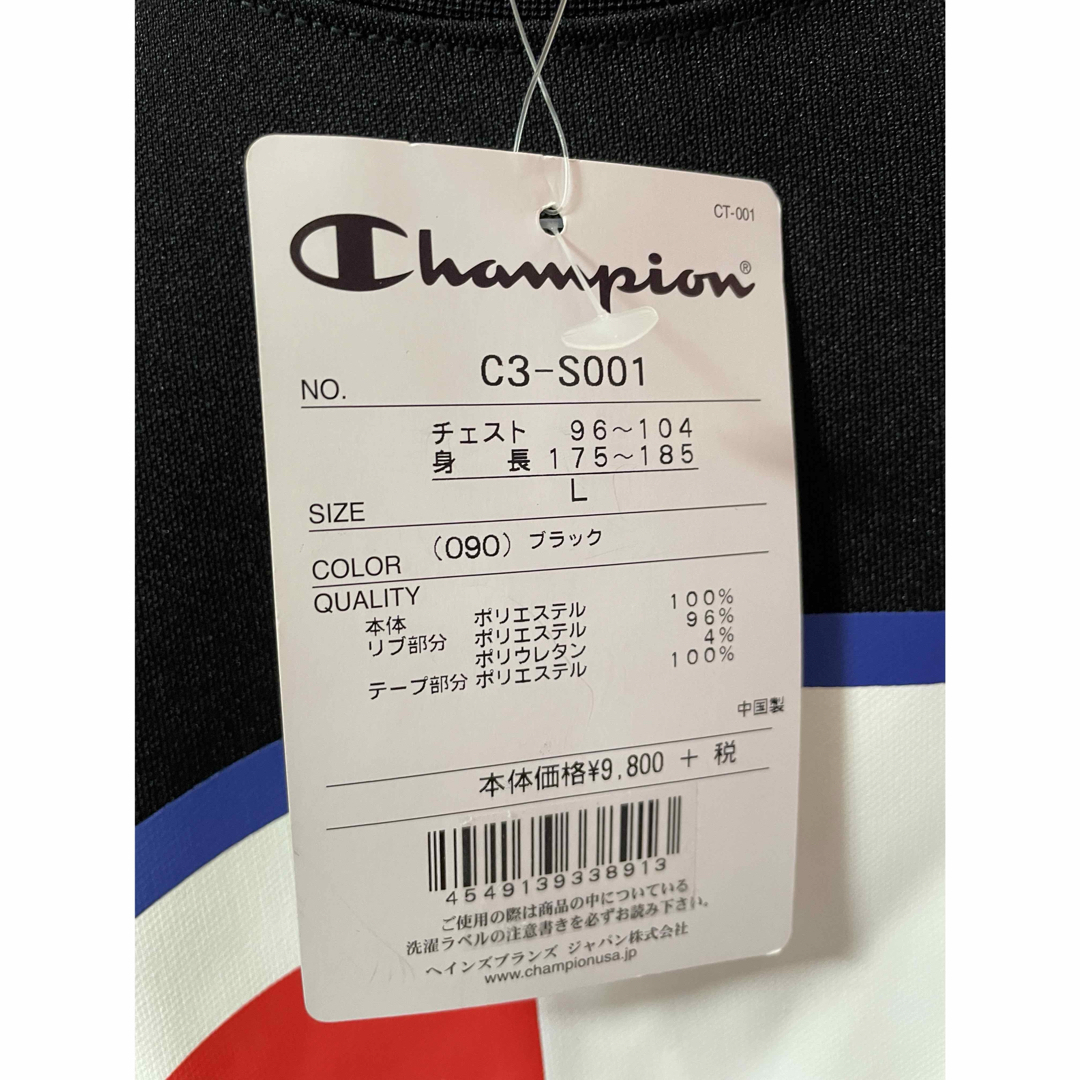 CT-001
Champion®
NO. C3-S001
チェスト 96～104
身長 175～185
SIZE L
COLOR (090) ブラック
QUALITY
本体 ポリエステル 100%
リブ部分 ポリエステル 96%
ポリウレタン 4%
テープ部分 ポリエステル 100%
中国製
本体価格¥9,800 + 税
4549139338913
ご使用の際は商品の中についている
洗濯ラベルの注意書きを必ずお読み下さい。
ヘインズブランズ ジャパン株式会社
www.championusa.jp